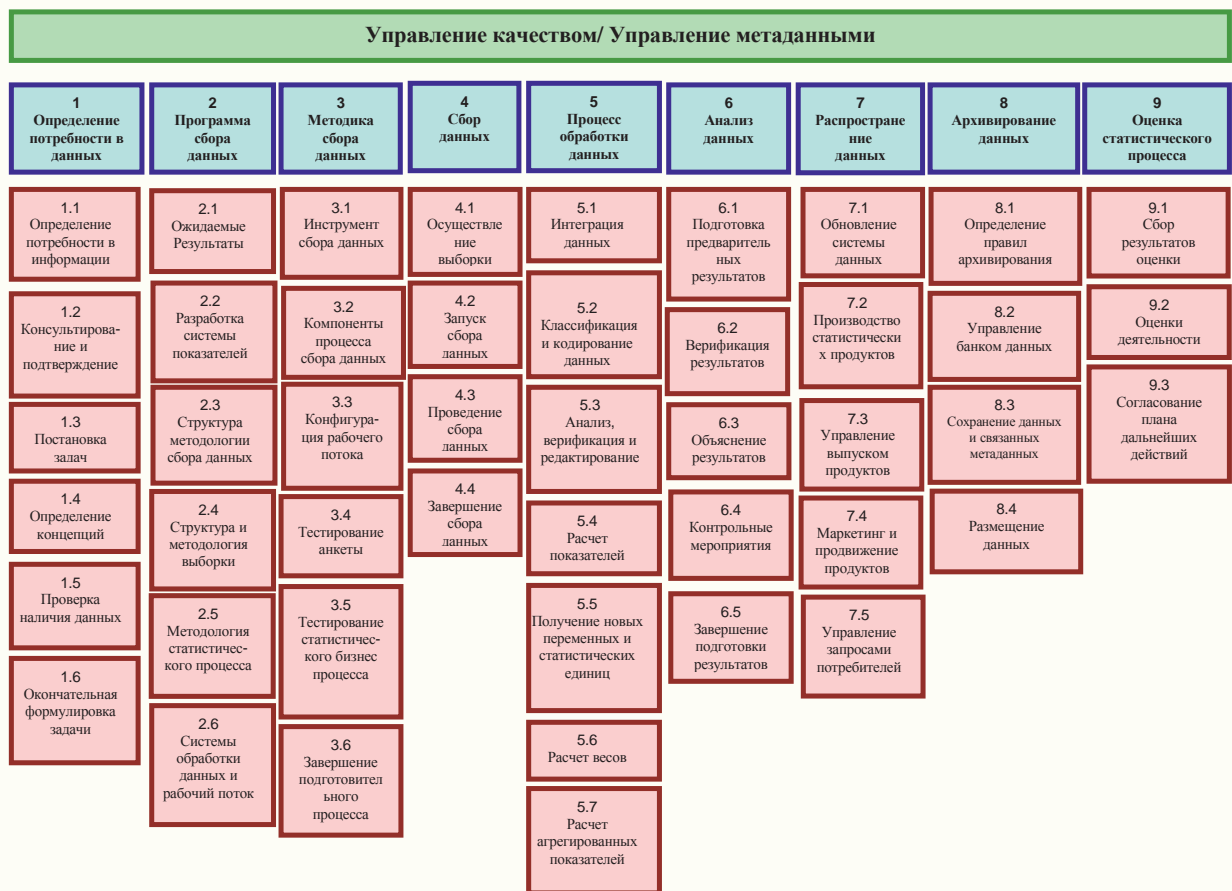 Управление качеством/ Управление метаданными
1
Определение
потребности в
данных
2
Программа
сбора
данных
3
Методика
сбора
данных
4
Сбор
данных
5
Процесс
обработки
данных
6
Анализ
данных
7
Распростране
ние
данных
8
Архивирование
данных
9
Оценка
статистического
процесса
1.1
Определение
потребности в
информации
1.2
Консультирова-
ние и
подтверждение
1.3
Постановка
задач
1.4
Определение
концепций
1.5
Проверка
наличия данных
1.6
Окончательная
формулировка
задачи
2.1
Ожидаемые
Результаты
2.2
Разработка
системы
показателей
2.3
Структура
методологии
сбора данных
2.4
Структура и
методология
выборки
2.5
Методология
статистичес-
кого процесса
2.6
Системы
обработки
данных и
рабочий поток
3.1
Инструмент
сбора данных
3.2
Компоненты
процесса
сбора данных
3.3
Конфигура-
ция рабочего
потока
3.4
Тестирование
анкеты
3.5
Тестирование
статистичес-
кого бизнес
процесса
3.6
Завершение
подготовител
ьного
процесса
4.1
Осуществле
ние
выборки
4.2
Запуск
сбора
данных
4.3
Проведение
сбора
данных
4.4
Завершение
сбора
данных
5.1
Интеграция
данных
5.2
Классификация
и кодирование
данных
5.3
Анализ,
верификация и
редактирование
5.4
Расчет
показателей
5.5
Получение новых
переменных и
статистических
единиц
5.6
Расчет весов
5.7
Расчет
агрегированных
показателей
6.1
Подготовка
предваритель
ных
результатов
6.2
Верификация
результатов
6.3
Объяснение
результатов
6.4
Контрольные
мероприятия
6.5
Завершение
подготовки
результатов
7.1
Обновление
системы
данных
7.2
Производство
статистически
х продуктов
7.3
Управление
выпуском
продуктов
7.4
Маркетинг и
продвижение
продуктов
7.5
Управление
запросами
потребителей
8.1
Определение
правил
архивирования
8.2
Управление
банком данных
8.3
Сохранение данных
и связанных
метаданных
8.4
Размещение
данных
9.1
Сбор
результатов
оценки
9.2
Оценки
деятельности
9.3
Согласование
плана
дальнейших
действий